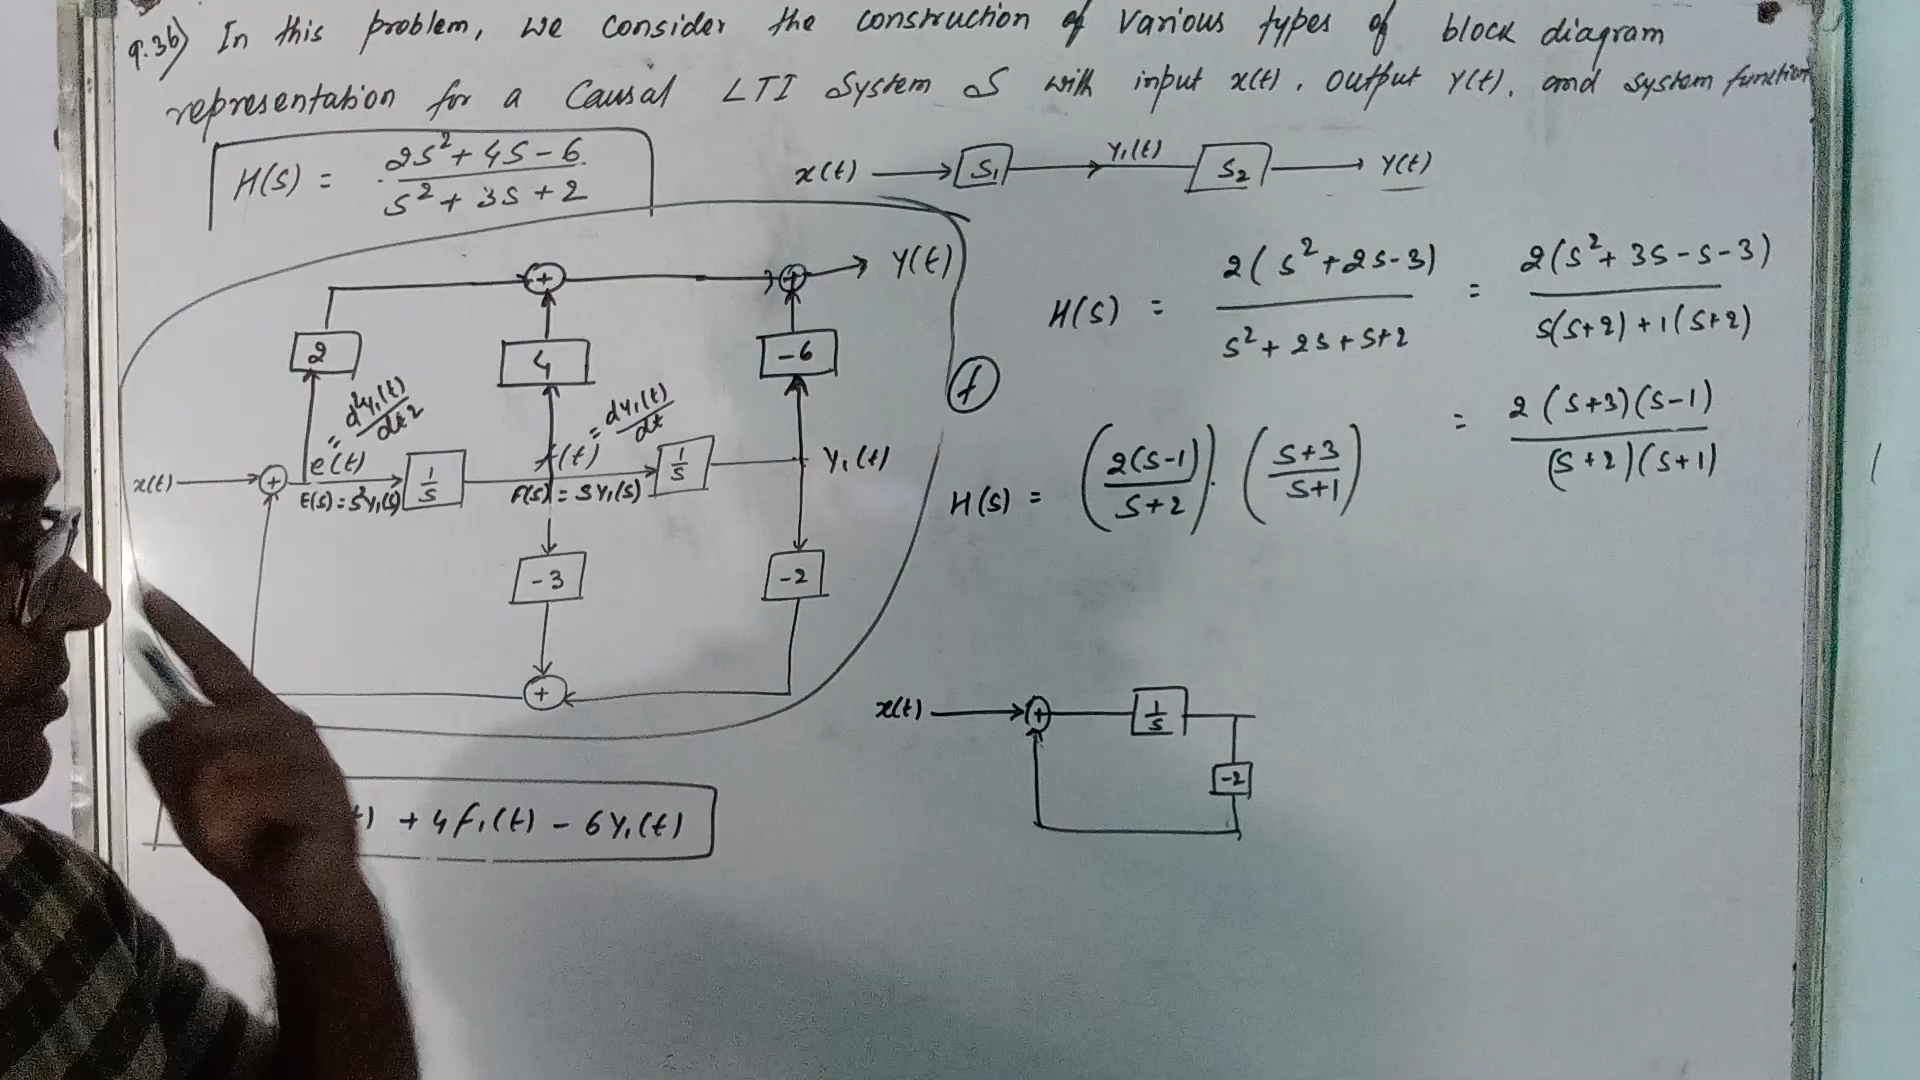 9.36) In this problem, we consider the construction of various types of block diagram
representation for a Causal LTI System S with input x(t), output Y(t), and system function
H(s) = 2s²+4s-6 / s²+3s+2
x(t) → S₁ → Y₁(t) → S₂ → Y(t)
+ + Y(t)
2 4 -6
= d²y₁(t)/dt² = dy₁(t)/dt
x(t) + e(t) 1/s f(t) 1/s Y₁(t)
E(s)=s²Y₁(s) F(s)=sY₁(s)
-3 -2
+
t) + 4f₁(t) - 6Y₁(t)
H(s) = 2(s²+2s-3) / s²+2s+s+2 = 2(s²+3s-s-3) / s(s+2)+1(s+2)
= 2(s+3)(s-1) / (s+2)(s+1)
f
H(s) = (2(s-1) / s+2) . (s+3 / s+1)
x(t) + 1/s
-2